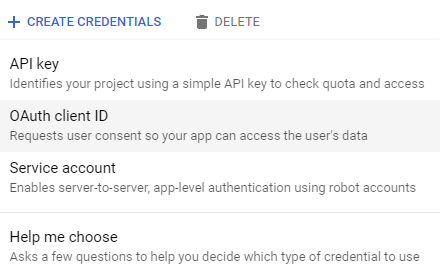 + CREATE CREDENTIALS DELETE
API key
Identifies your project using a simple API key to check quota and access
OAuth client ID
Requests user consent so your app can access the user's data
Service account
Enables server-to-server, app-level authentication using robot accounts
Help me choose
Asks a few questions to help you decide which type of credential to use